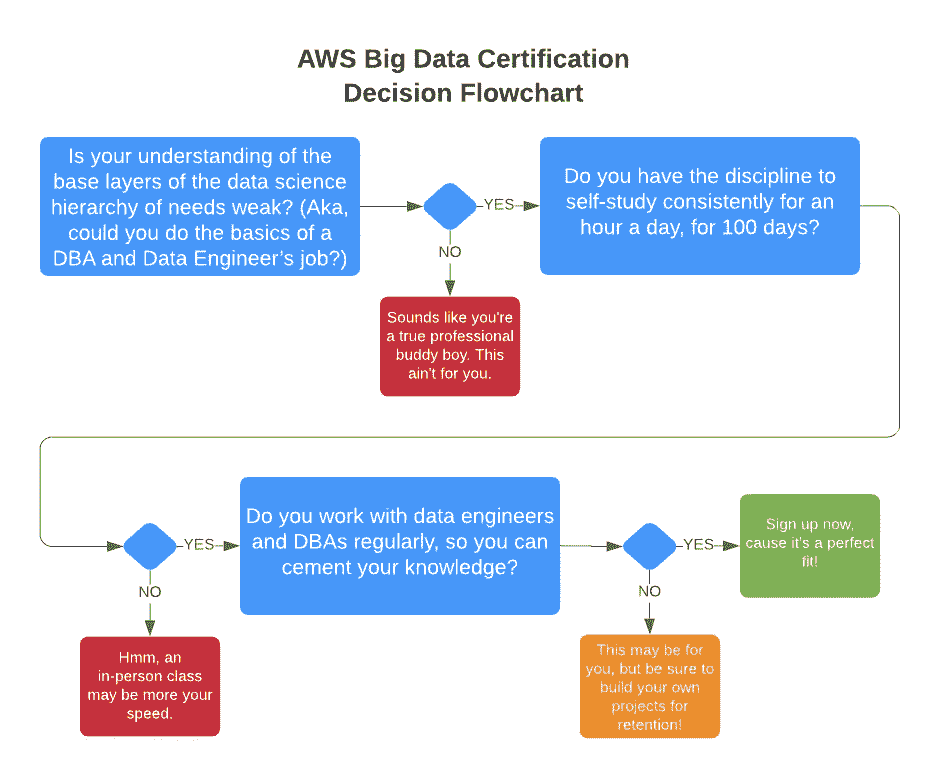 AWS Big Data Certification
Decision Flowchart
Is your understanding of the
base layers of the data science
hierarchy of needs weak? (Aka,
could you do the basics of a
DBA and Data Engineer's job?)
YES
NO
Do you have the discipline to
self-study consistently for an
hour a day, for 100 days?
Sounds like you're
a true professional
buddy boy. This
ain't for you.
YES
NO
Do you work with data engineers
and DBAs regularly, so you can
cement your knowledge?
YES
NO
Sign up now,
cause it's a perfect
fit!
Hmm, an
in-person class
may be more your
speed.
This may be for
you, but be sure to
build your own
projects for
retention!